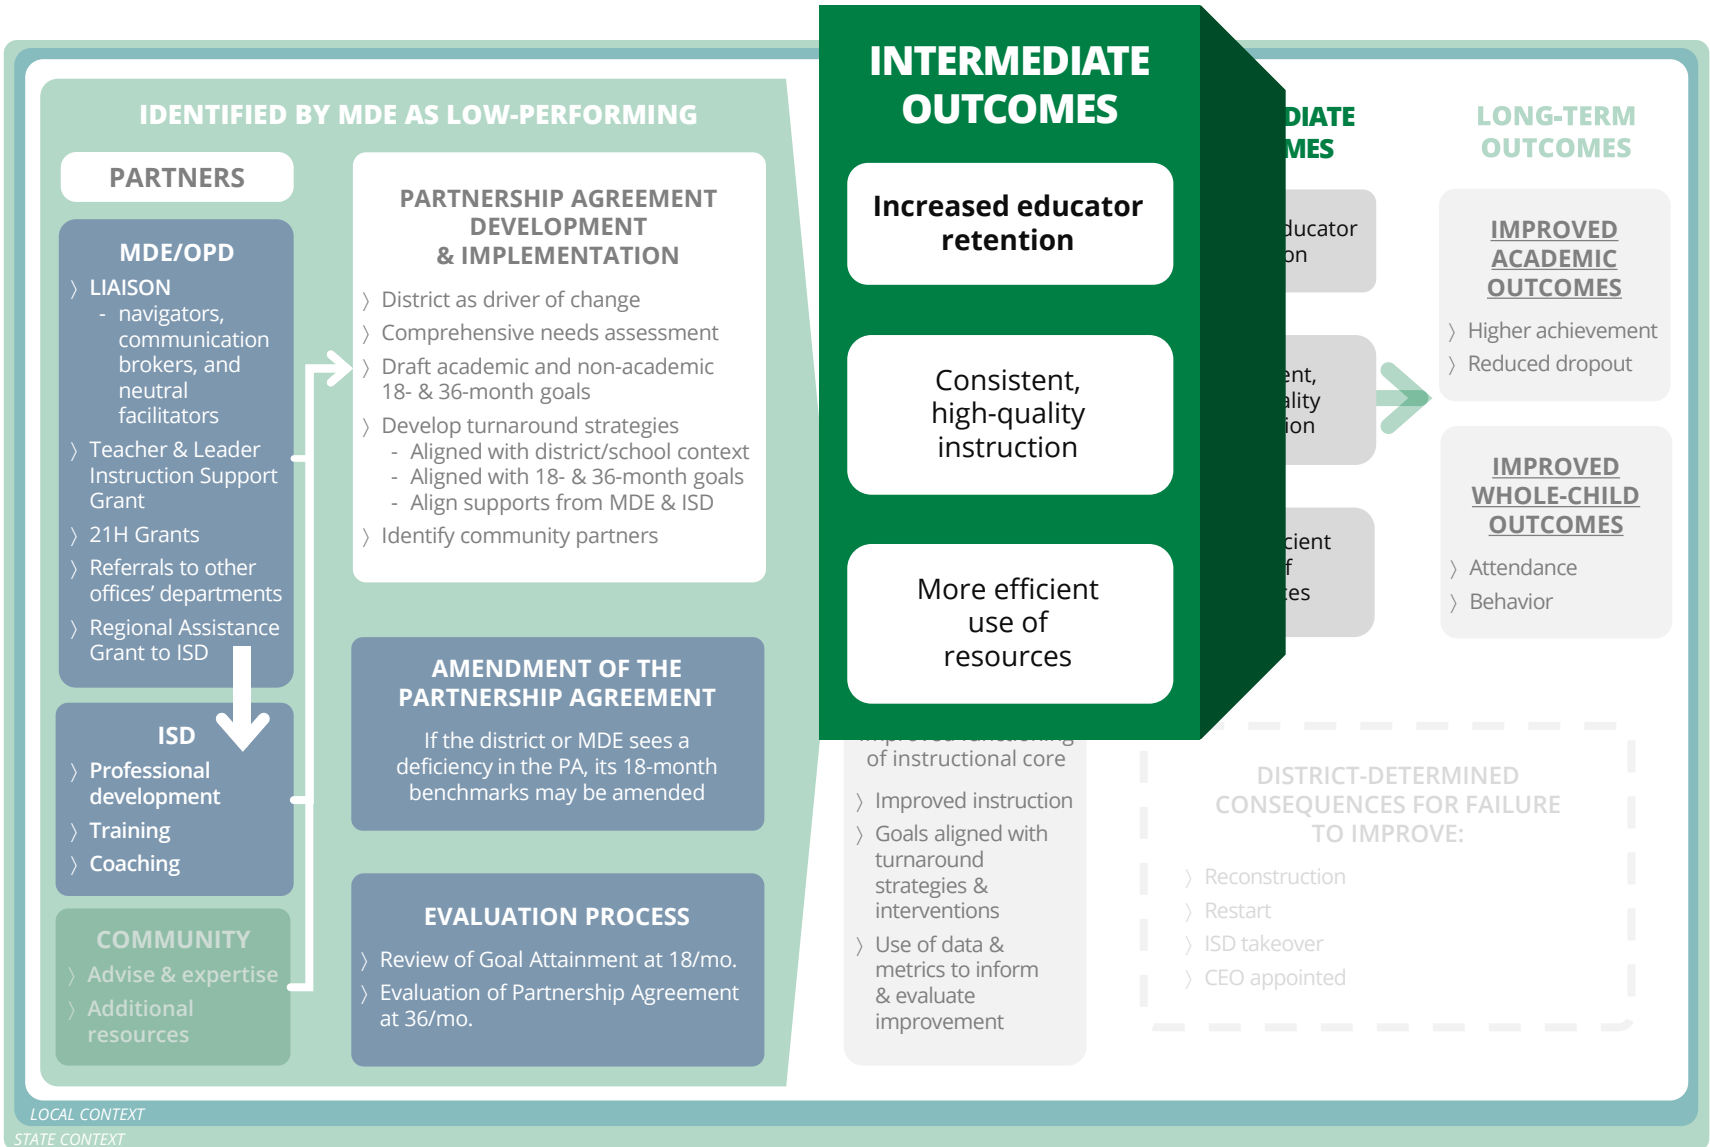 IDENTIFIED BY MDE AS LOW-PERFORMING
PARTNERS
MDE/OPD
〉 LIAISON
- navigators,
communication
brokers, and
neutral
facilitators
〉 Teacher & Leader
Instruction Support
Grant
〉 21H Grants
〉 Referrals to other
offices’ departments
〉 Regional Assistance
Grant to ISD
ISD
〉 Professional
development
〉 Training
〉 Coaching
COMMUNITY
〉 Advise & expertise
〉 Additional
resources
PARTNERSHIP AGREEMENT
DEVELOPMENT
& IMPLEMENTATION
〉 District as driver of change
〉 Comprehensive needs assessment
〉 Draft academic and non-academic
18- & 36-month goals
〉 Develop turnaround strategies
- Aligned with district/school context
- Aligned with 18- & 36-month goals
- Align supports from MDE & ISD
〉 Identify community partners
AMENDMENT OF THE
PARTNERSHIP AGREEMENT
If the district or MDE sees a
deficiency in the PA, its 18-month
benchmarks may be amended
EVALUATION PROCESS
〉 Review of Goal Attainment at 18/mo.
〉 Evaluation of Partnership Agreement
at 36/mo.
INTERMEDIATE
OUTCOMES
Increased educator
retention
Consistent,
high-quality
instruction
More efficient
use of
resources
of instructional core
〉 Improved instruction
〉 Goals aligned with
turnaround
strategies &
interventions
〉 Use of data &
metrics to inform
& evaluate
improvement
LONG-TERM
OUTCOMES
IMPROVED
ACADEMIC
OUTCOMES
〉 Higher achievement
〉 Reduced dropout
IMPROVED
WHOLE-CHILD
OUTCOMES
〉 Attendance
〉 Behavior
DISTRICT-DETERMINED
CONSEQUENCES FOR FAILURE
TO IMPROVE:
〉 Reconstruction
〉 Restart
〉 ISD takeover
〉 CEO appointed
LOCAL CONTEXT
STATE CONTEXT